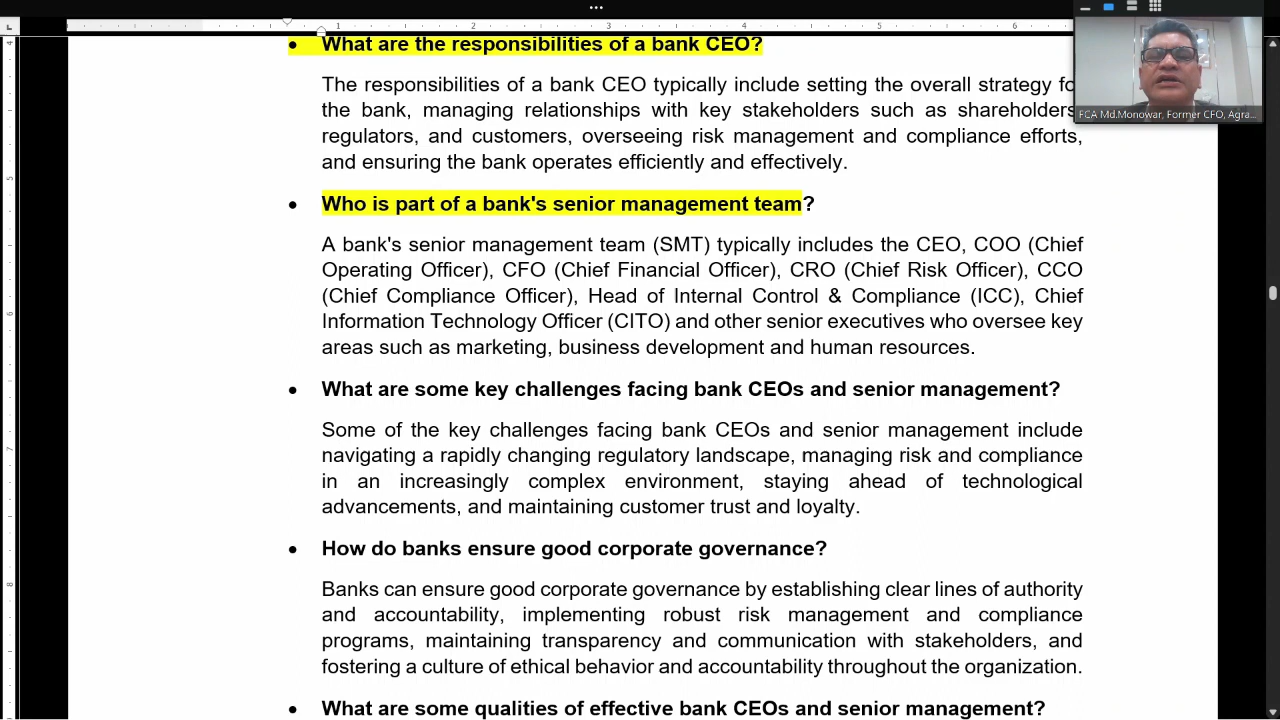 • What are the responsibilities of a bank CEO?
The responsibilities of a bank CEO typically include setting the overall strategy fo
the bank, managing relationships with key stakeholders such as shareholders
regulators, and customers, overseeing risk management and compliance efforts,
and ensuring the bank operates efficiently and effectively.
• Who is part of a bank's senior management team?
A bank's senior management team (SMT) typically includes the CEO, COO (Chief
Operating Officer), CFO (Chief Financial Officer), CRO (Chief Risk Officer), CCO
(Chief Compliance Officer), Head of Internal Control & Compliance (ICC), Chief
Information Technology Officer (CITO) and other senior executives who oversee key
areas such as marketing, business development and human resources.
• What are some key challenges facing bank CEOs and senior management?
Some of the key challenges facing bank CEOs and senior management include
navigating a rapidly changing regulatory landscape, managing risk and compliance
in an increasingly complex environment, staying ahead of technological
advancements, and maintaining customer trust and loyalty.
• How do banks ensure good corporate governance?
Banks can ensure good corporate governance by establishing clear lines of authority
and accountability, implementing robust risk management and compliance
programs, maintaining transparency and communication with stakeholders, and
fostering a culture of ethical behavior and accountability throughout the organization.
• What are some qualities of effective bank CEOs and senior management?
FCA Md.Monowar, Former CFO, Agra...
1
2
3
4
5
6
4
5
6
7
8